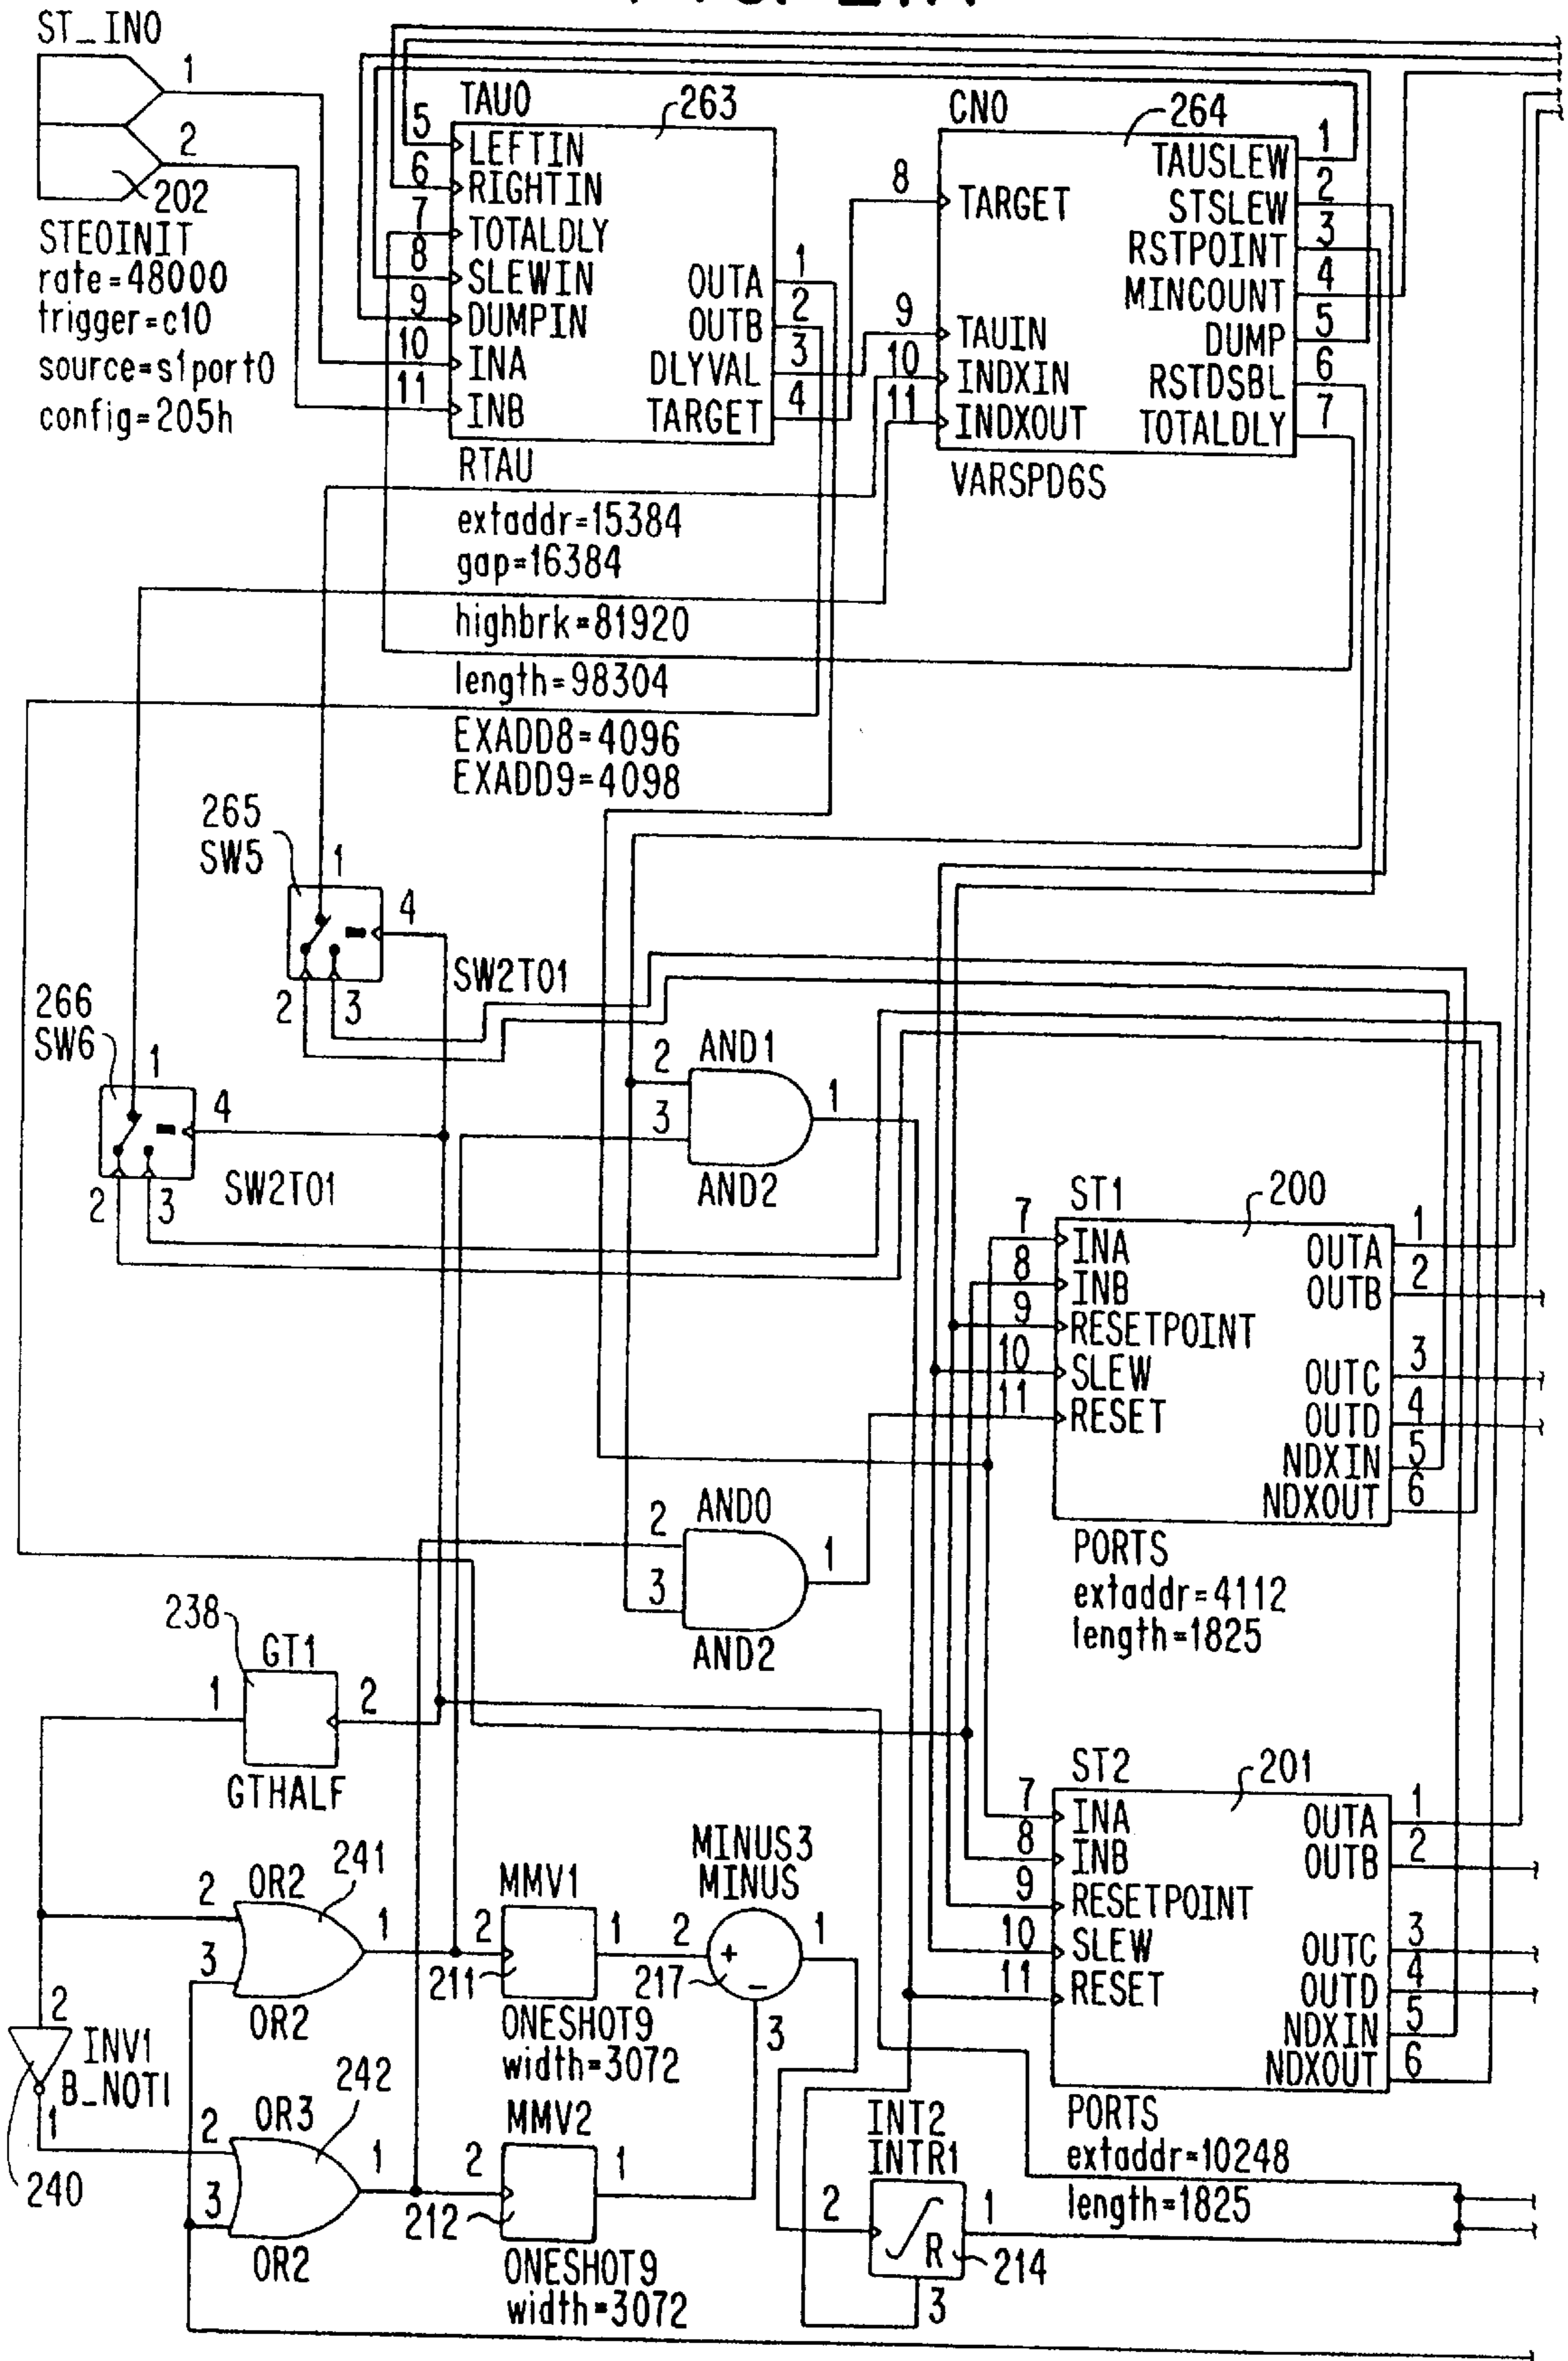 ST_IN0
1
2
202
STEOINIT
rate=48000
trigger=c10
source=s1port0
config=205h
TAU0
263
5 LEFTIN
6 RIGHTIN
7 TOTALDLY
8 SLEWIN
9 DUMPIN
10 INA
11 INB
OUTA 1
OUTB 2
DLYVAL 3
TARGET 4
RTAU
extaddr=15384
gap=16384
highbrk=81920
length=98304
EXADD8=4096
EXADD9=4098
CN0
264
8 TARGET
9 TAUIN
10 INDXIN
11 INDXOUT
TAUSLEW 1
STSLEW 2
RSTPOINT 3
MINCOUNT 4
DUMP 5
RSTDSBL 6
TOTALDLY 7
VARSPD6S
265
SW5
1
4
2 3
SW2TO1
266
SW6
1
4
2 3
SW2TO1
AND1
2
3
1
AND2
AND0
2
3
1
AND2
ST1
200
7 INA
8 INB
9 RESETPOINT
10 SLEW
11 RESET
OUTA 1
OUTB 2
OUTC 3
OUTD 4
NDXIN 5
NDXOUT 6
PORTS
extaddr=4112
length=1825
238
GT1
1
2
GTHALF
ST2
201
7 INA
8 INB
9 RESETPOINT
10 SLEW
11 RESET
OUTA 1
OUTB 2
OUTC 3
OUTD 4
NDXIN 5
NDXOUT 6
PORTS
extaddr=10248
length=1825
OR2
241
2
3
1
OR2
MMV1
2
1
211
ONESHOT9
width=3072
MINUS3
MINUS
2
+
−
1
217
3
2
INV1
B_NOTI
1
240
OR3
242
2
3
1
OR2
MMV2
2
1
212
ONESHOT9
width=3072
INT2
INTR1
2
1
R
214
3